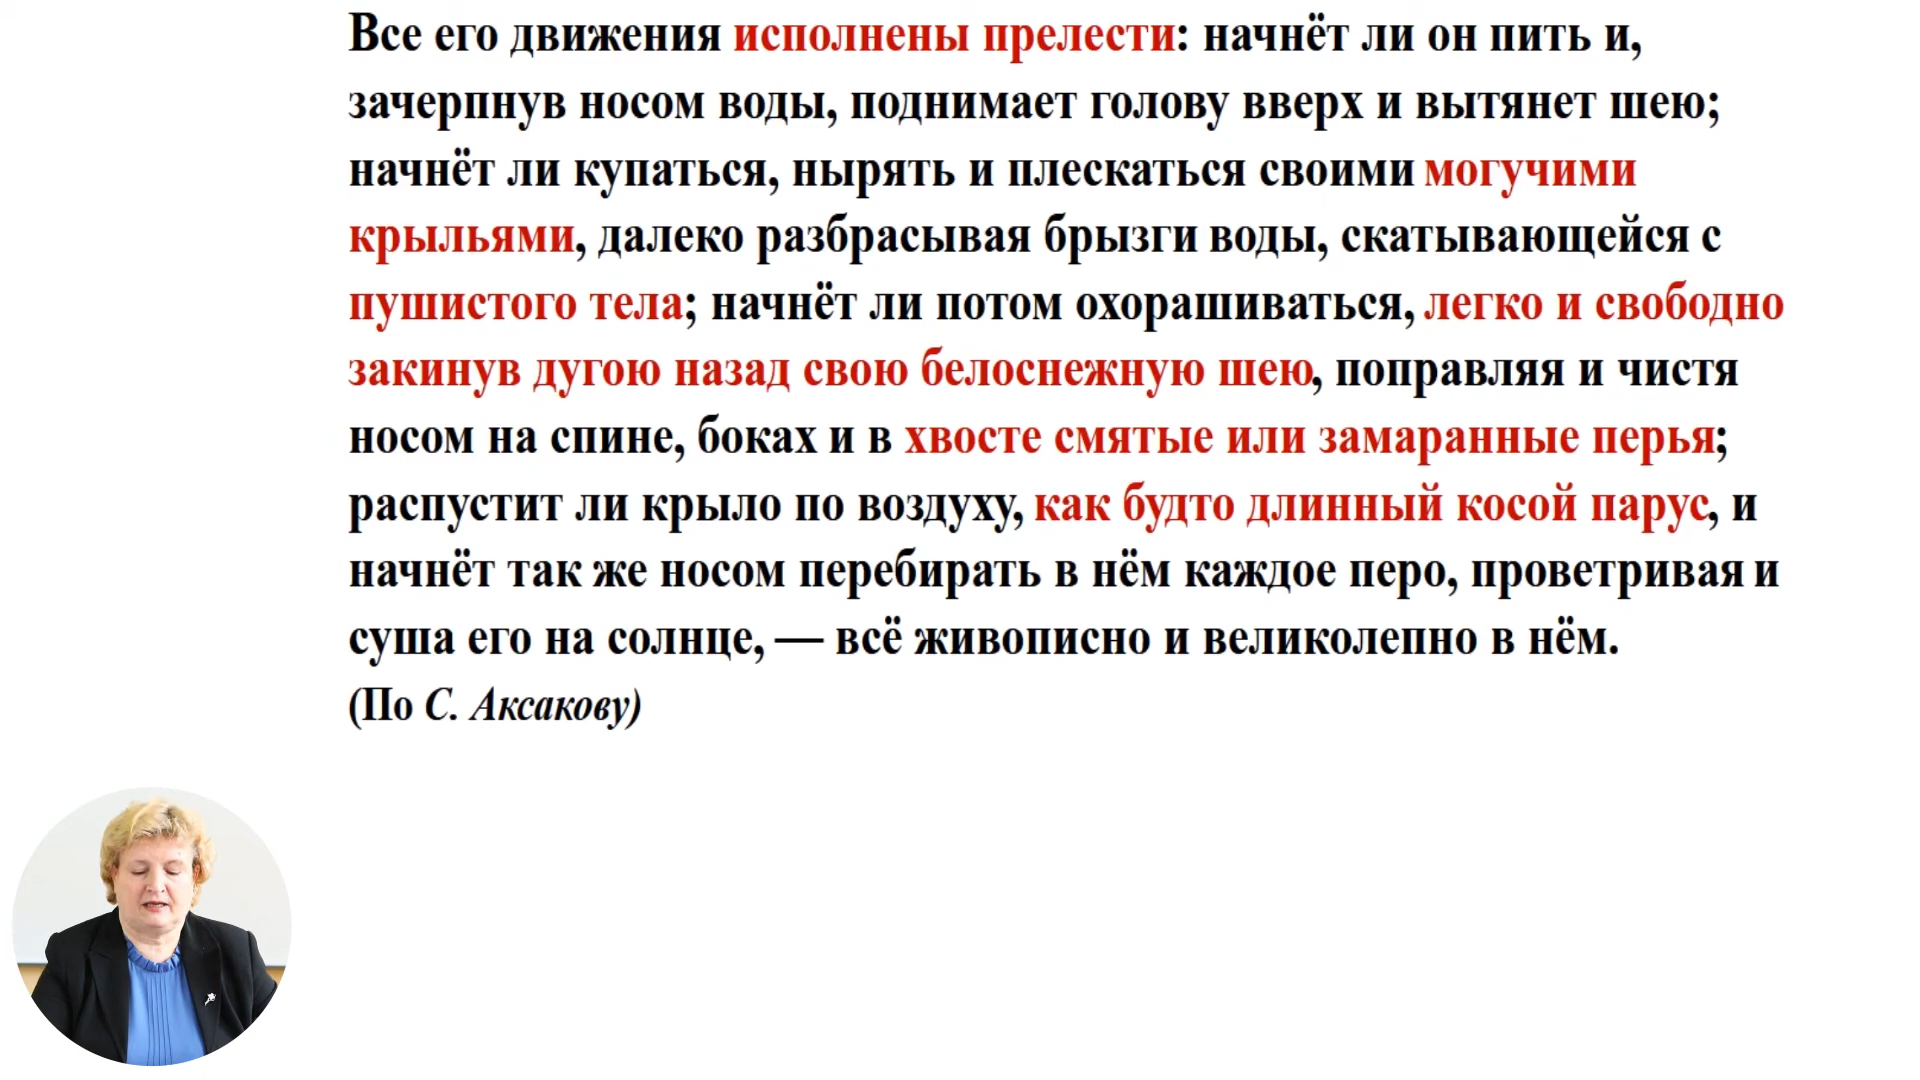 Все его движения исполнены прелести: начнёт ли он пить и,
зачерпнув носом воды, поднимает голову вверх и вытянет шею;
начнёт ли купаться, нырять и плескаться своими могучими
крыльями, далеко разбрасывая брызги воды, скатывающейся с
пушистого тела; начнёт ли потом охорашиваться, легко и свободно
закинув дугою назад свою белоснежную шею, поправляя и чистя
носом на спине, боках и в хвосте смятые или замаранные перья;
распустит ли крыло по воздуху, как будто длинный косой парус, и
начнёт так же носом перебирать в нём каждое перо, проветривая и
суша его на солнце, — всё живописно и великолепно в нём.
(По С. Аксакову)